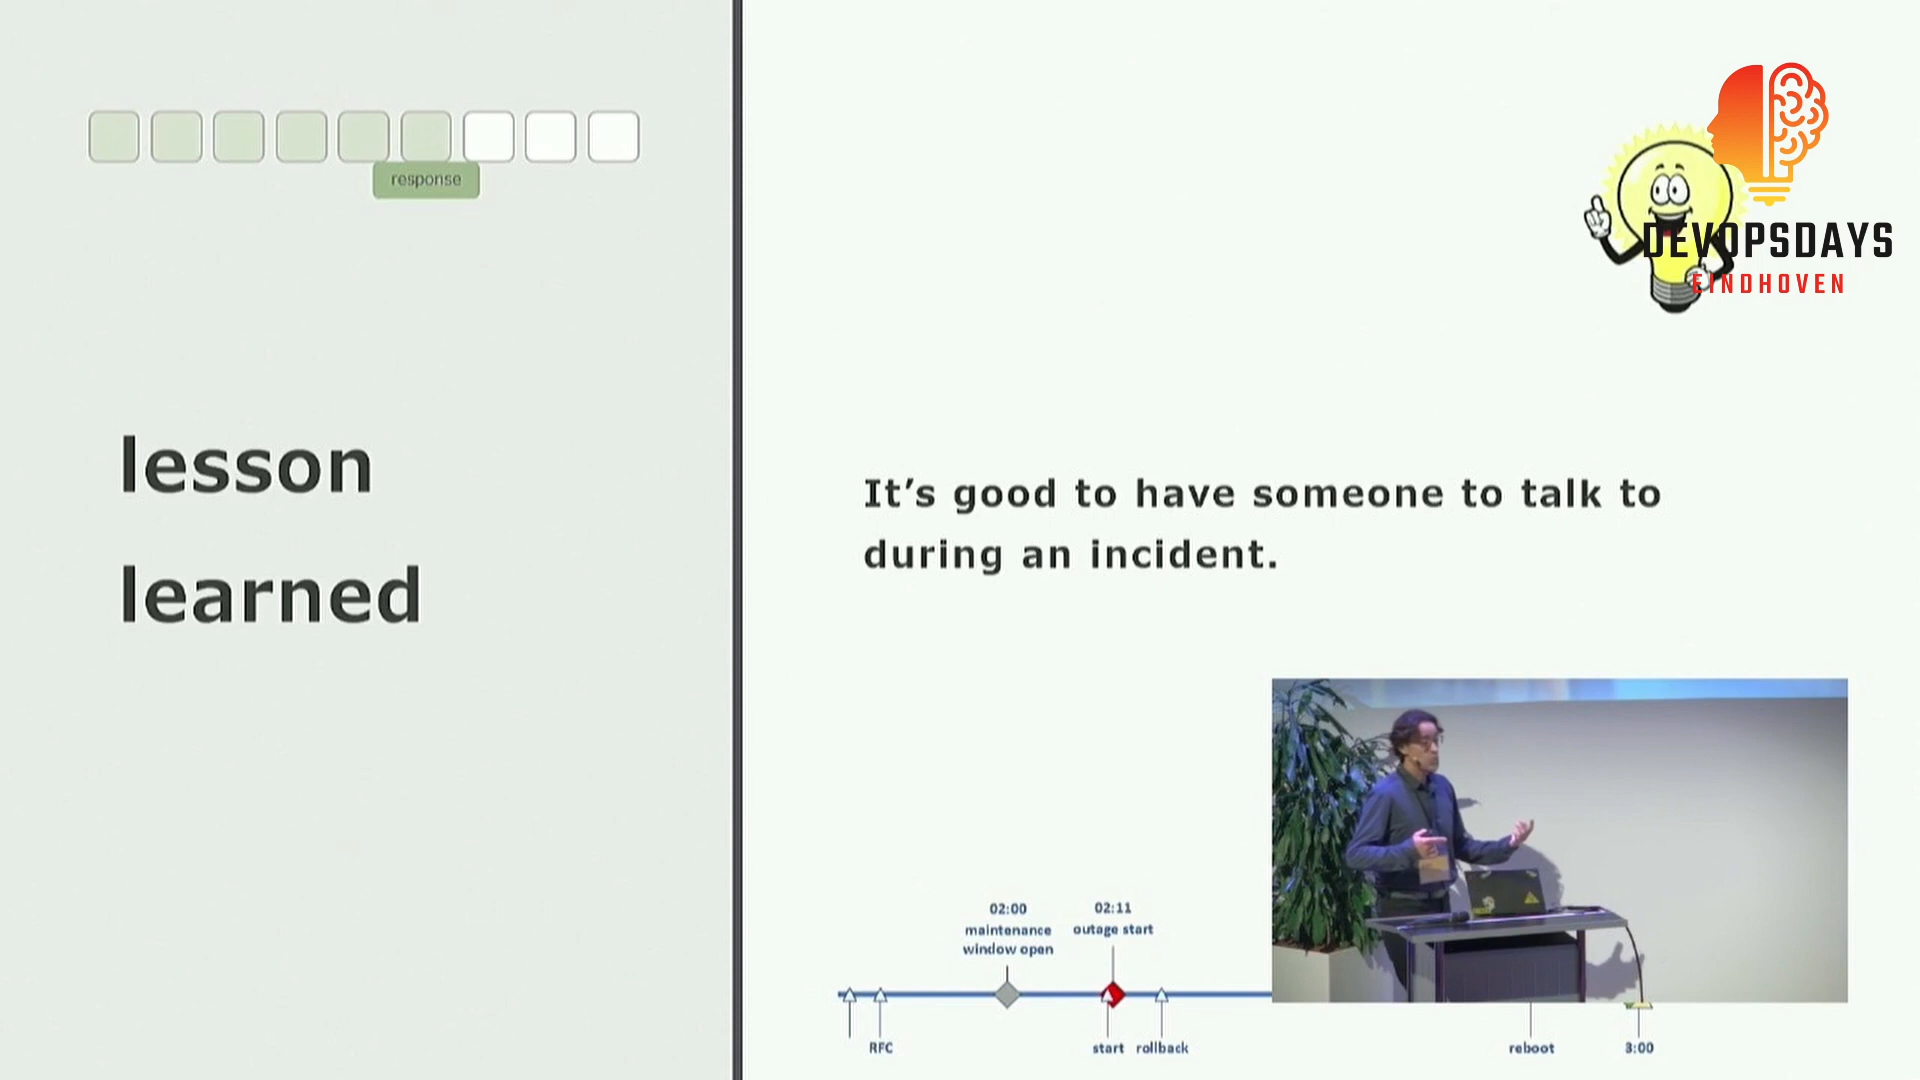 response
lesson
learned
DEVOPSDAYS
EINDHOVEN
It’s good to have someone to talk to
during an incident.
02:00
maintenance
window open
02:11
outage start
RFC
start
rollback
reboot
3:00